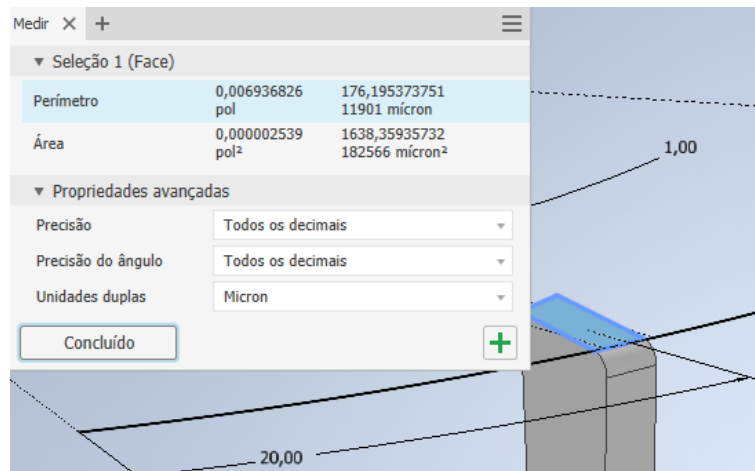 Medir
Seleção 1 (Face)
Perímetro 0,006936826 176,195373751
pol 11901 mícron
Área 0,000002539 1638,35935732
pol² 182566 mícron²
Propriedades avançadas
Precisão Todos os decimais
Precisão do ângulo Todos os decimais
Unidades duplas Micron
Concluído
1,00
20,00